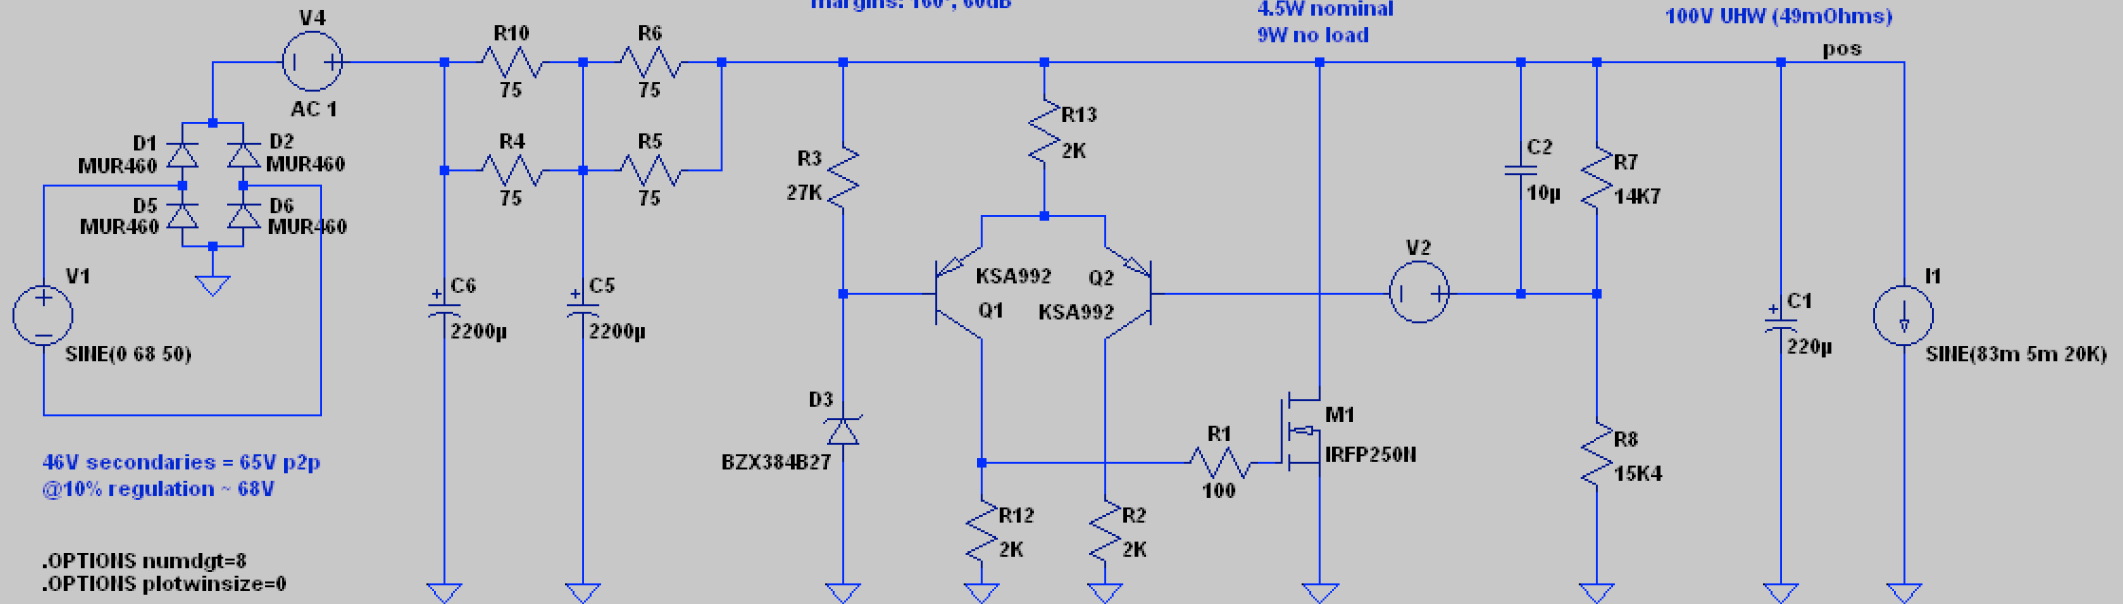 margins: 160°, 60dB
4.5W nominal
9W no load
100V UHW (49mOhms)
pos
V4
AC 1
R10
75
R6
75
R4
75
R5
75
D1
MUR460
D2
MUR460
D5
MUR460
D6
MUR460
V1
SINE(0 68 50)
C6
2200µ
C5
2200µ
R3
27K
R13
2K
KSA992
Q1
Q2
KSA992
V2
C2
10µ
R7
14K7
C1
220µ
I1
SINE(83m 5m 20K)
D3
BZX384B27
R1
100
M1
IRFP250N
R8
15K4
R12
2K
R2
2K
46V secondaries = 65V p2p
@10% regulation ~ 68V
.OPTIONS numdgt=8
.OPTIONS plotwinsize=0